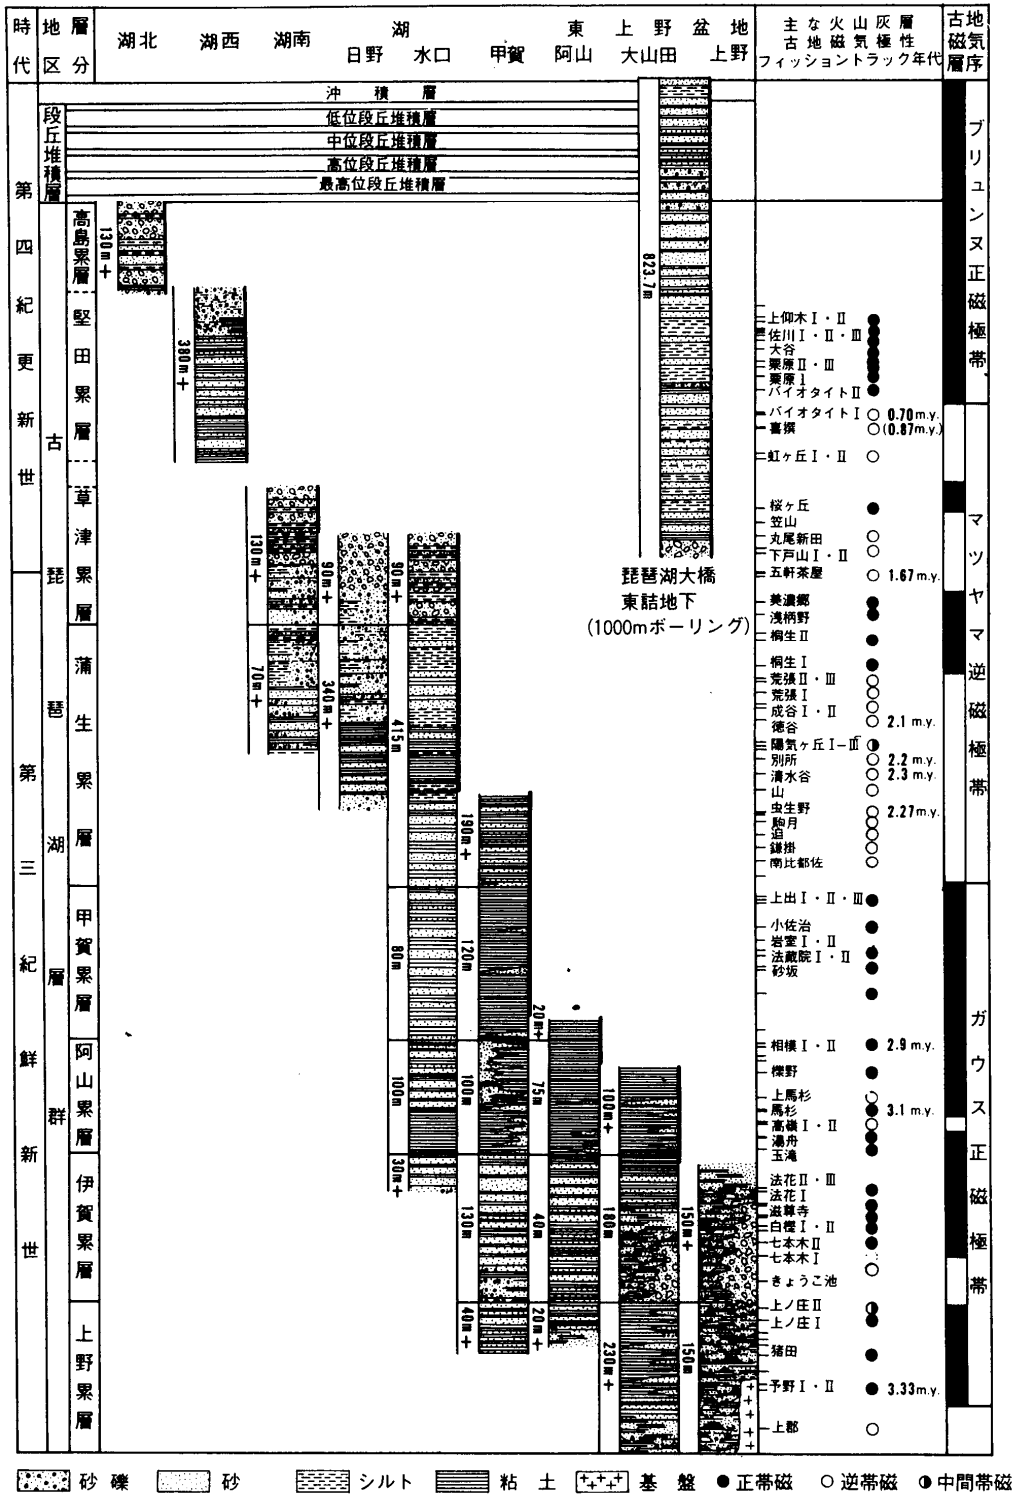 時代
地区
層分
湖北
湖西
湖南
湖東
日野
水口
甲賀
上野盆地
阿山
大山田
上野
主な火山灰層
古地磁気極性
フィッショントラック年代
古地磁気層序
第四紀更新世
第三紀鮮新世
段丘堆積層
古琵琶湖層群
沖積層
低位段丘堆積層
中位段丘堆積層
高位段丘堆積層
最高位段丘堆積層
高島累層
堅田累層
草津累層
蒲生累層
甲賀累層
阿山累層
伊賀累層
上野累層
130m+
380m+
130m+
70m+
90m+
340m+
90m+
415m
80m
100m
30m+
190m+
120m
100m
130m
40m+
20m+
75m
40m
20m+
100m+
180m
230m+
150m+
150m
823.7m
琵琶湖大橋
東詰地下
(1000mボーリング)
上仰木Ⅰ・Ⅱ
佐川Ⅰ・Ⅱ・Ⅲ
大谷
栗原Ⅱ・Ⅲ
栗原Ⅰ
バイオタイトⅡ
バイオタイトⅠ 0.70m.y.
喜撰 (0.87m.y.)
虹ヶ丘Ⅰ・Ⅱ
桜ヶ丘
笠山
丸尾新田
下戸山Ⅰ・Ⅱ
五軒茶屋 1.67m.y.
美濃郷
浅柄野
桐生Ⅱ
桐生Ⅰ
荒張Ⅱ・Ⅲ
荒張Ⅰ
成谷Ⅰ・Ⅱ
徳谷 2.1m.y.
陽気ヶ丘Ⅰ-Ⅲ
別所 2.2m.y.
清水谷 2.3m.y.
山
虫生野 2.27m.y.
駒月
迫
鎌掛
南比都佐
上出Ⅰ・Ⅱ・Ⅲ
小佐治
岩室Ⅰ・Ⅱ
法蔵院Ⅰ・Ⅱ
砂坂
相模Ⅰ・Ⅱ 2.9m.y.
櫟野
上馬杉
馬杉 3.1m.y.
高嶺Ⅰ・Ⅱ
湯舟
玉滝
法花Ⅱ・Ⅲ
法花Ⅰ
滋尊寺
白樫Ⅰ・Ⅱ
七本木Ⅱ
七本木Ⅰ
きょうこ池
上ノ庄Ⅱ
上ノ庄Ⅰ
猪田
予野Ⅰ・Ⅱ 3.33m.y.
上郡
ブリュンヌ正磁極帯
マツヤマ逆磁極帯
ガウス正磁極帯
砂礫 砂 シルト 粘土 基盤 ●正帯磁 ○逆帯磁 ◑中間帯磁